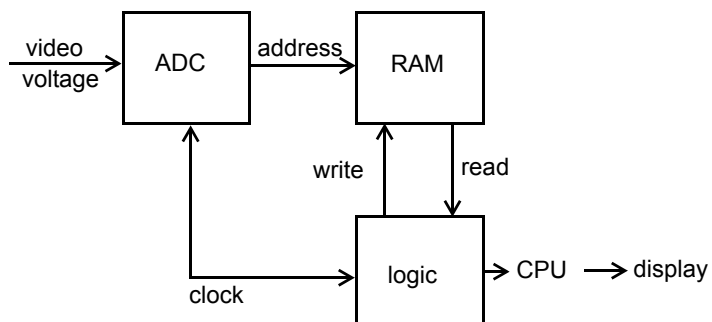 video
voltage
ADC
address
RAM
write
read
clock
logic
CPU
display